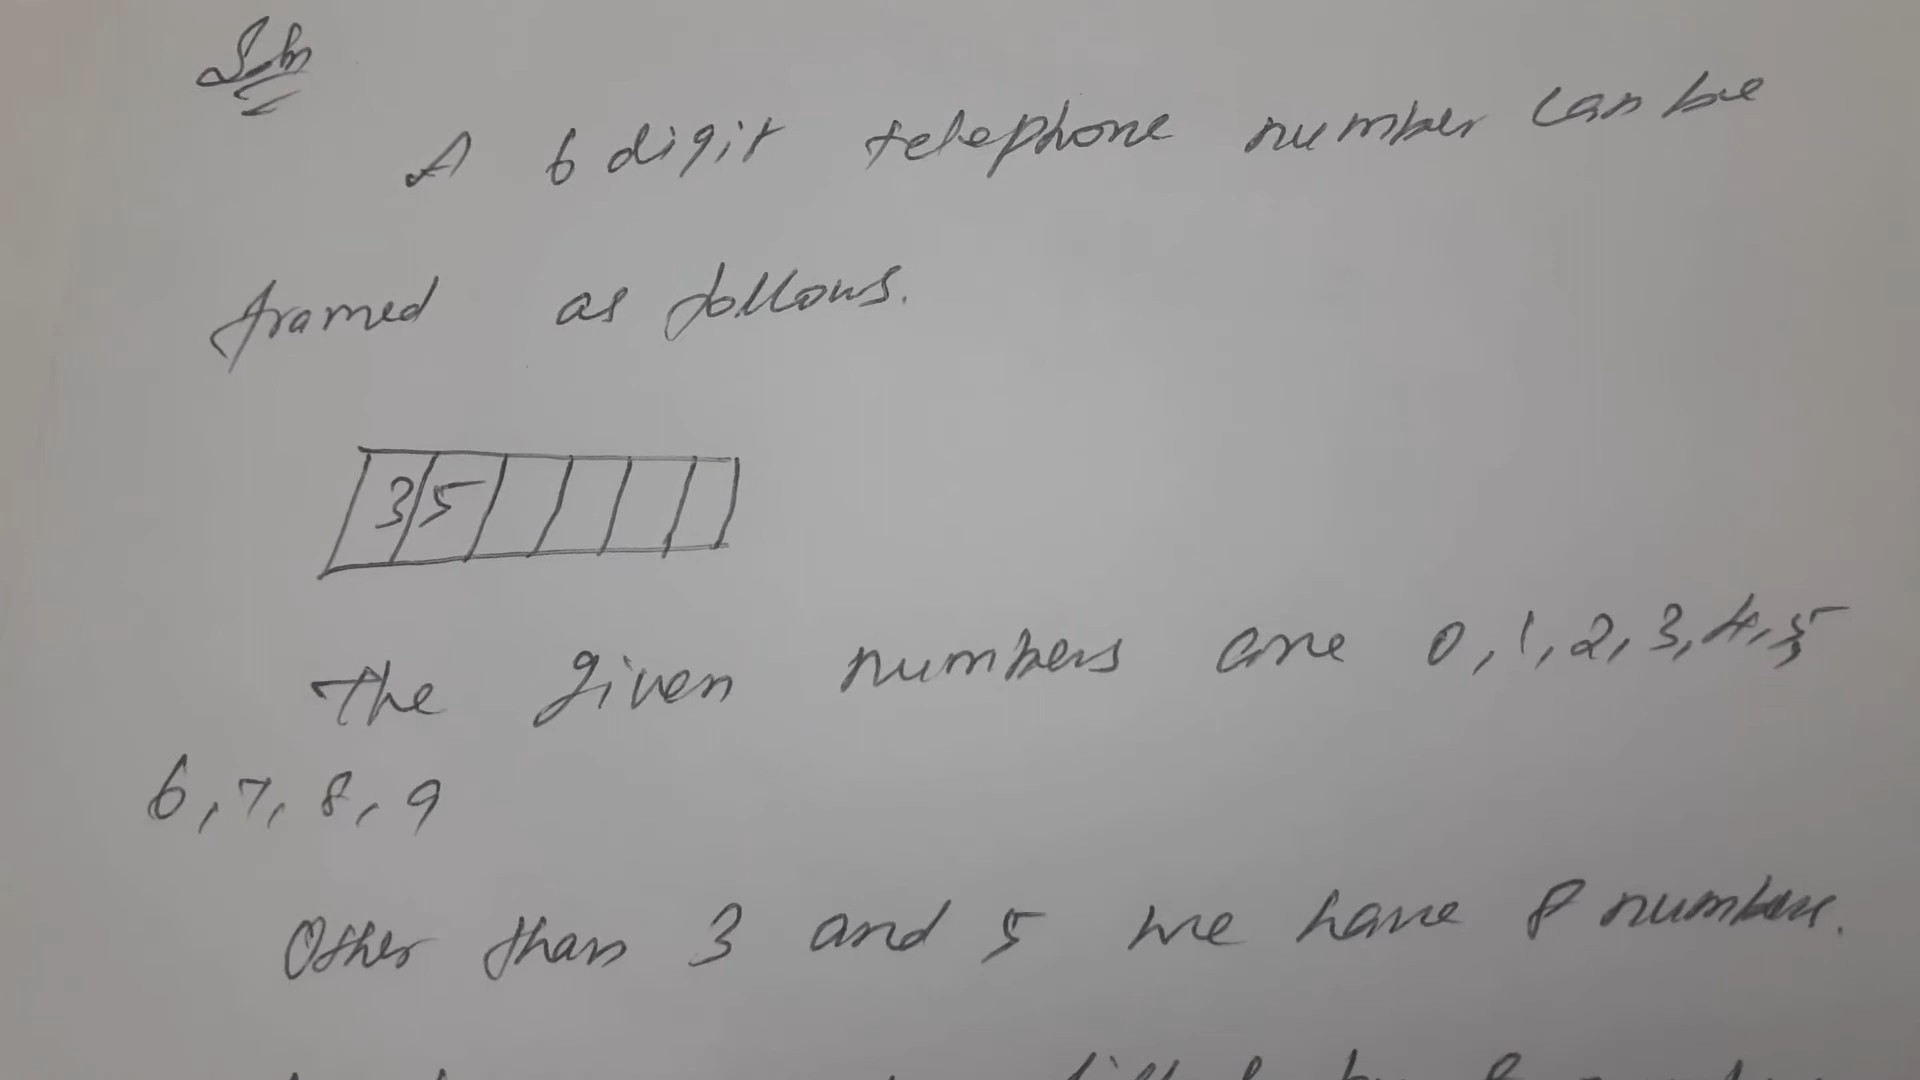 Soln
A 6 digit telephone number can be
framed as follows.
3 5
The given numbers are 0, 1, 2, 3, 4, 5
6, 7, 8, 9
Other than 3 and 5 we have 8 numbers.